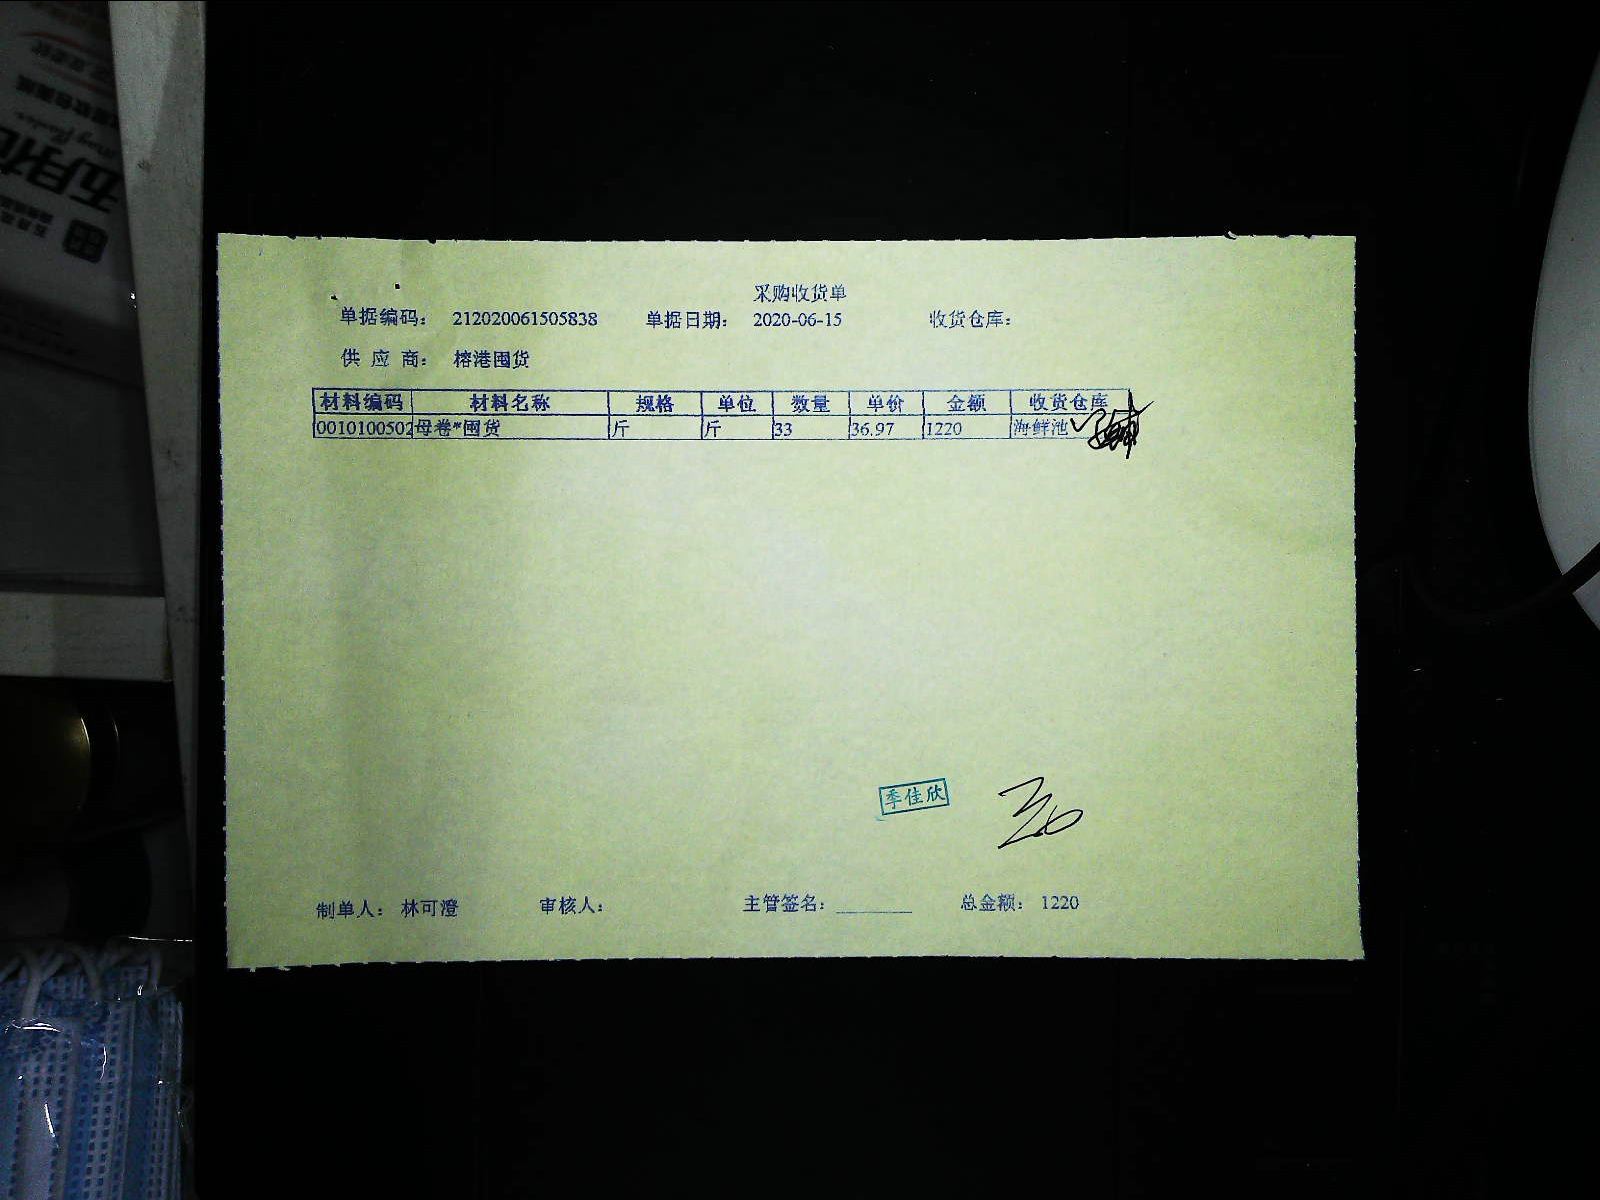 采购收货单
单据编码： 212020061505838 单据日期： 2020-06-15 收货仓库：
供 应 商： 榕港囤货
材料编码 材料名称 规格 单位 数量 单价 金额 收货仓库
0010100502 母卷*囤货 斤 斤 33 36.97 1220 海鲜池
季佳欣
制单人： 林可澄 审核人： 主管签名： 总金额： 1220
五月花